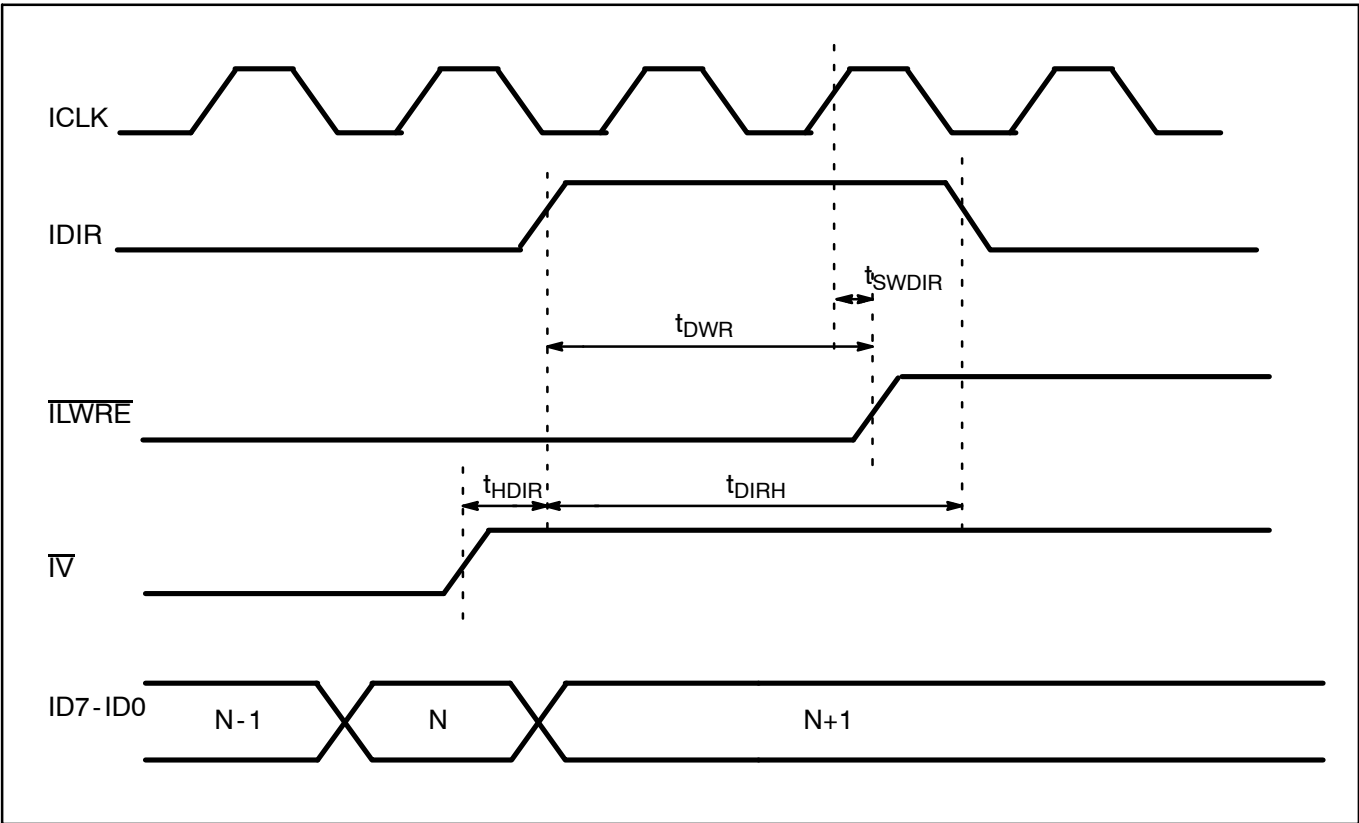 ICLK
IDIR
tSWDIR
tDWR
ILWRE
tHDIR
tDIRH
IV
ID7-ID0
N-1
N
N+1